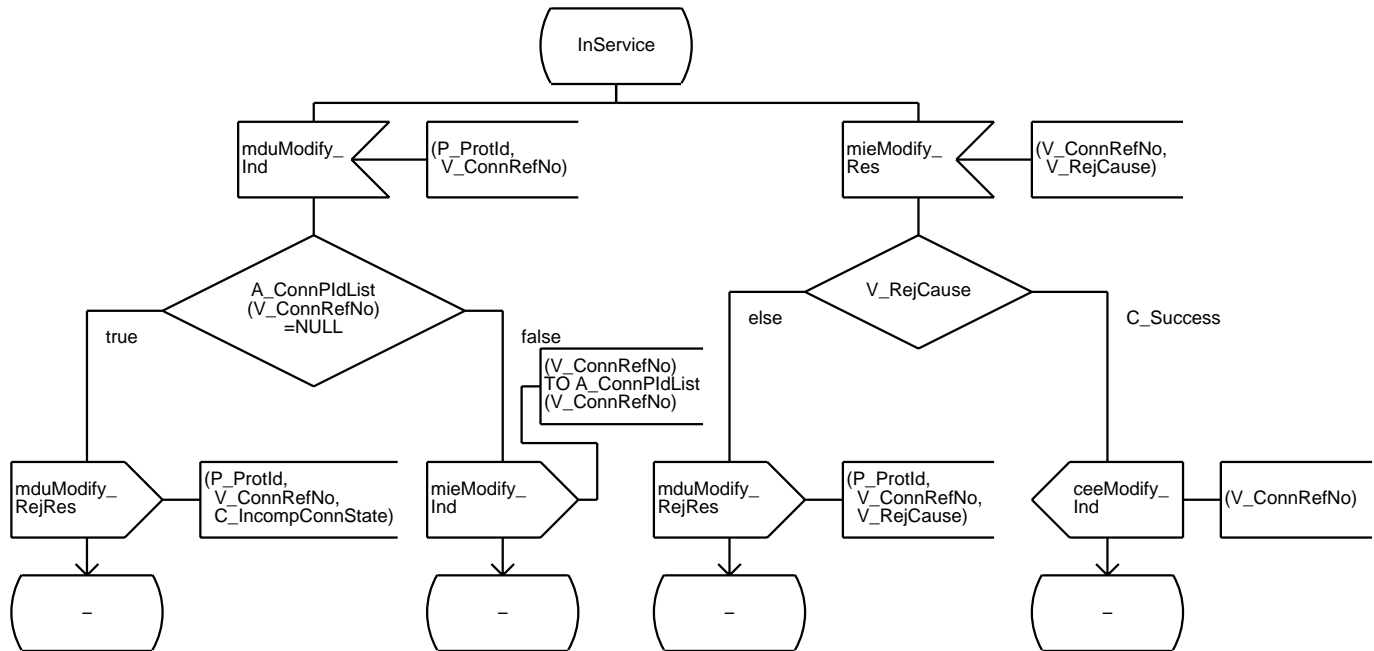 InService
mduModify_
Ind
(P_ProtId,
V_ConnRefNo)
mieModify_
Res
(V_ConnRefNo,
V_RejCause)
A_ConnPIdList
(V_ConnRefNo)
=NULL
V_RejCause
true
false
else
C_Success
(V_ConnRefNo)
TO A_ConnPIdList
(V_ConnRefNo)
mduModify_
RejRes
(P_ProtId,
V_ConnRefNo,
C_IncompConnState)
mieModify_
Ind
mduModify_
RejRes
(P_ProtId,
V_ConnRefNo,
V_RejCause)
ceeModify_
Ind
(V_ConnRefNo)
–
–
–
–